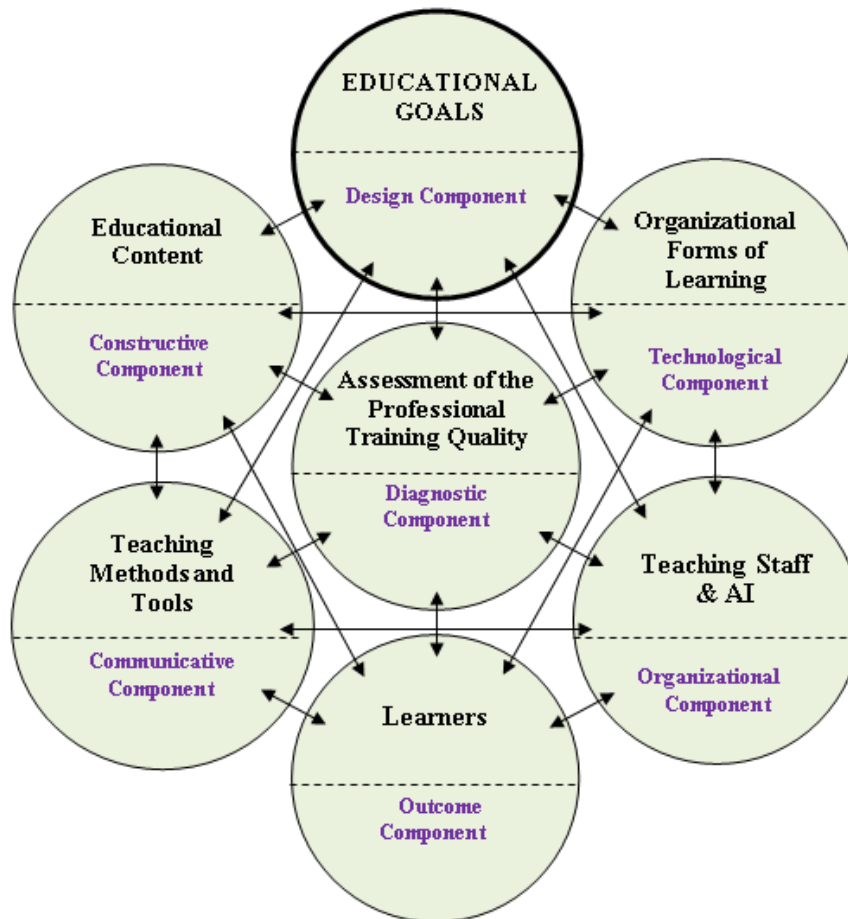 EDUCATIONAL
GOALS
Design Component
Educational
Content
Constructive
Component
Organizational
Forms of
Learning
Technological
Component
Assessment of the
Professional
Training Quality
Diagnostic
Component
Teaching
Methods and
Tools
Communicative
Component
Teaching Staff
& AI
Organizational
Component
Learners
Outcome
Component